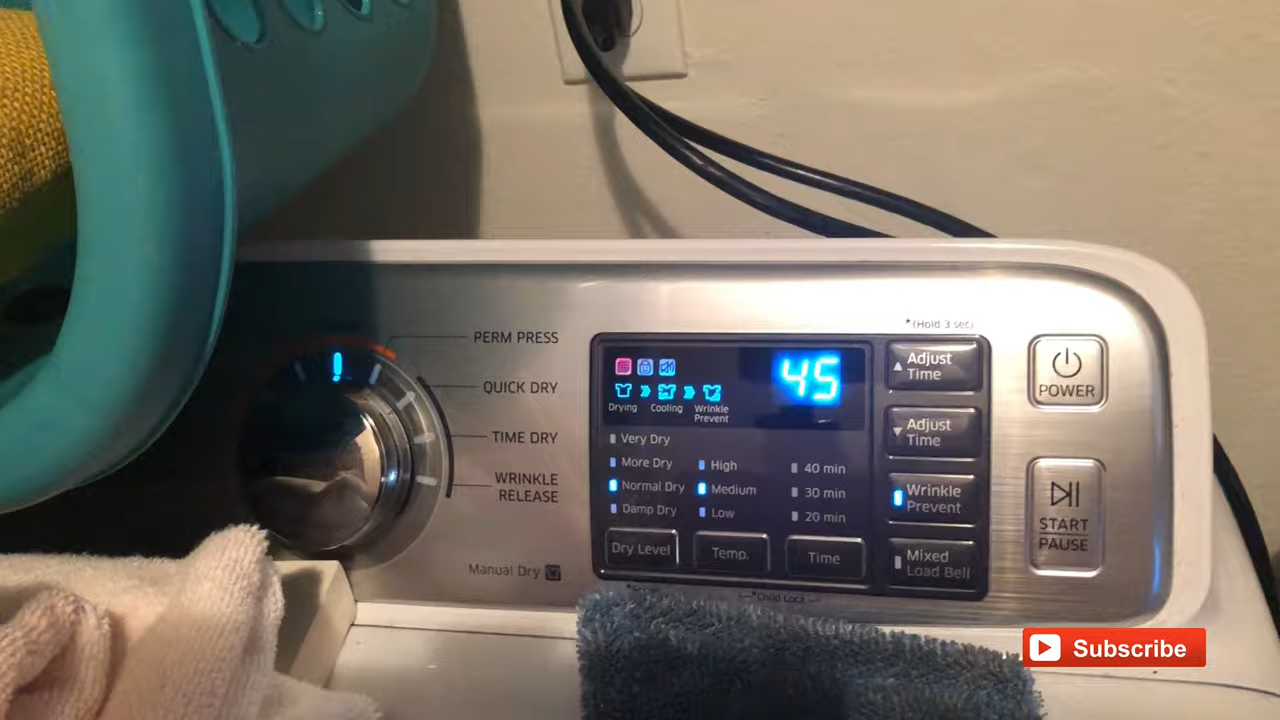 *(Hold 3 sec)
PERM PRESS
QUICK DRY
TIME DRY
WRINKLE
RELEASE
Manual Dry
45
Drying
Cooling
Wrinkle
Prevent
Very Dry
More Dry
Normal Dry
Damp Dry
High
Medium
Low
40 min
30 min
20 min
Dry Level
Temp.
Time
Adjust
Time
Adjust
Time
Wrinkle
Prevent
Mixed
Load Bell
*Child Lock
POWER
START
PAUSE
Subscribe